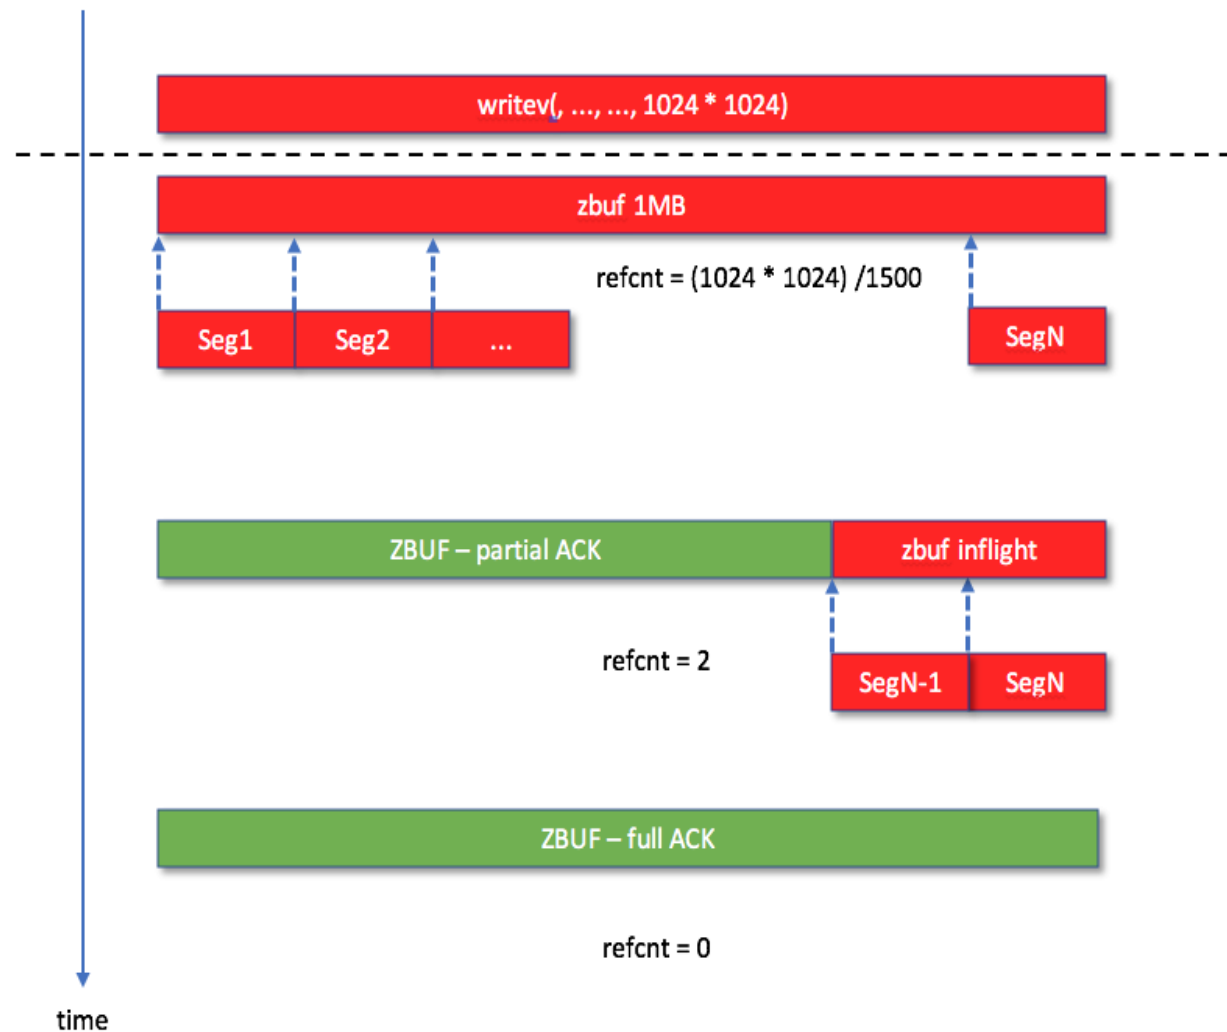 writev(, ..., ..., 1024 * 1024)
zbuf 1MB
refcnt = (1024 * 1024) /1500
Seg1
Seg2
...
SegN
ZBUF – partial ACK
zbuf inflight
refcnt = 2
SegN-1
SegN
ZBUF – full ACK
refcnt = 0
time